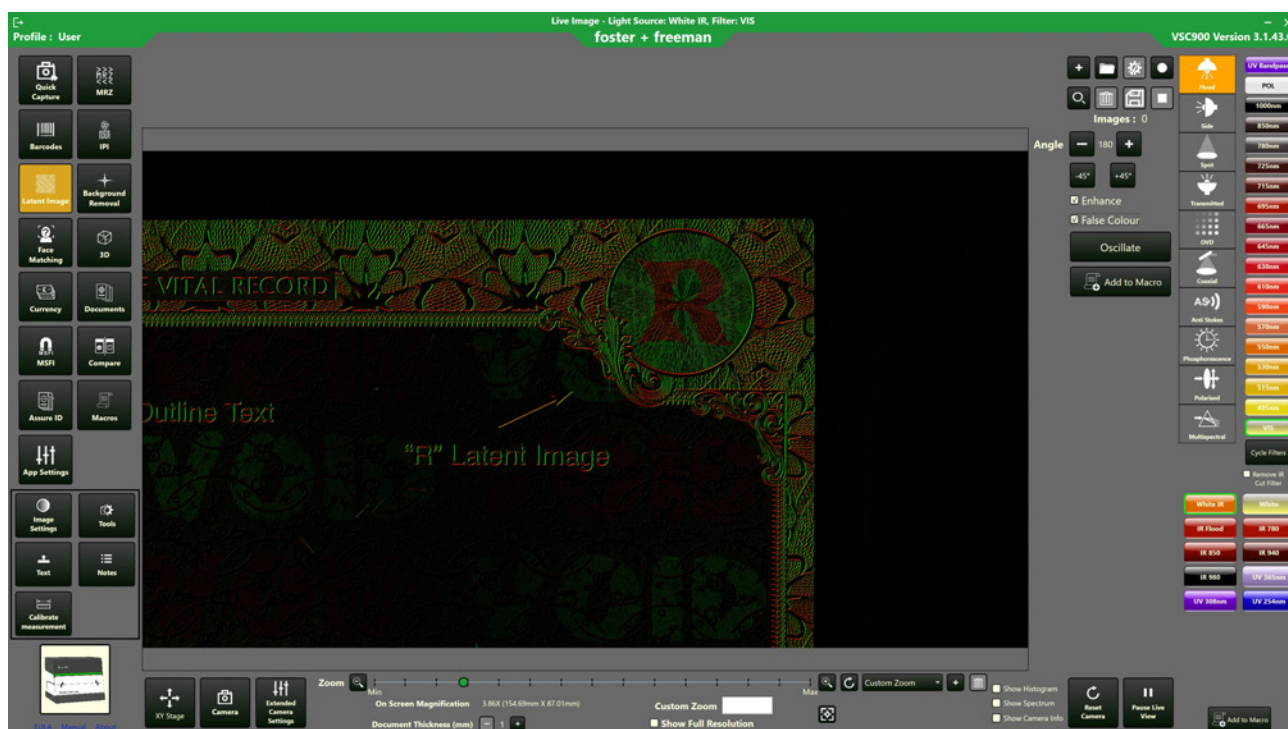 Live Image - Light Source: White IR, Filter: VIS
Profile : User
foster + freeman
VSC900 Version 3.1.43.
Quick Capture
MRZ
Barcodes
IPI
Latent Image
Background Removal
Face Matching
3D
Currency
Documents
MSFI
MSFI
Compare
Assure ID
Macros
App Settings
Image Settings
Tools
Text
Notes
Calibrate measurement
EULA Manual About
VITAL RECORD
R
Outline Text
"R" Latent Image
VOID
Images : 0
Angle
180
-45°
+45°
Enhance
False Colour
Oscillate
Add to Macro
Flood
Side
Spot
Transmitted
OVD
Coaxial
AS
Anti Stokes
Phosphorescence
Polarised
Multispectral
UV Bandpass
POL
1000nm
850nm
780nm
725nm
715nm
695nm
665nm
645nm
630nm
610nm
590nm
570nm
550nm
530nm
515nm
495nm
VIS
Cycle Filters
Remove IR Cut Filter
White IR
White
IR Flood
IR 780
IR 850
IR 940
IR 980
UV 365nm
UV 308nm
UV 254nm
XY Stage
Camera
Extended Camera Settings
Zoom
Min
Max
On Screen Magnification 3.86X (154.69mm X 87.01mm)
Document Thickness (mm) 1
Custom Zoom
Custom Zoom
Show Full Resolution
Show Histogram
Show Spectrum
Show Camera Info
Reset Camera
Pause Live View
Add to Macro